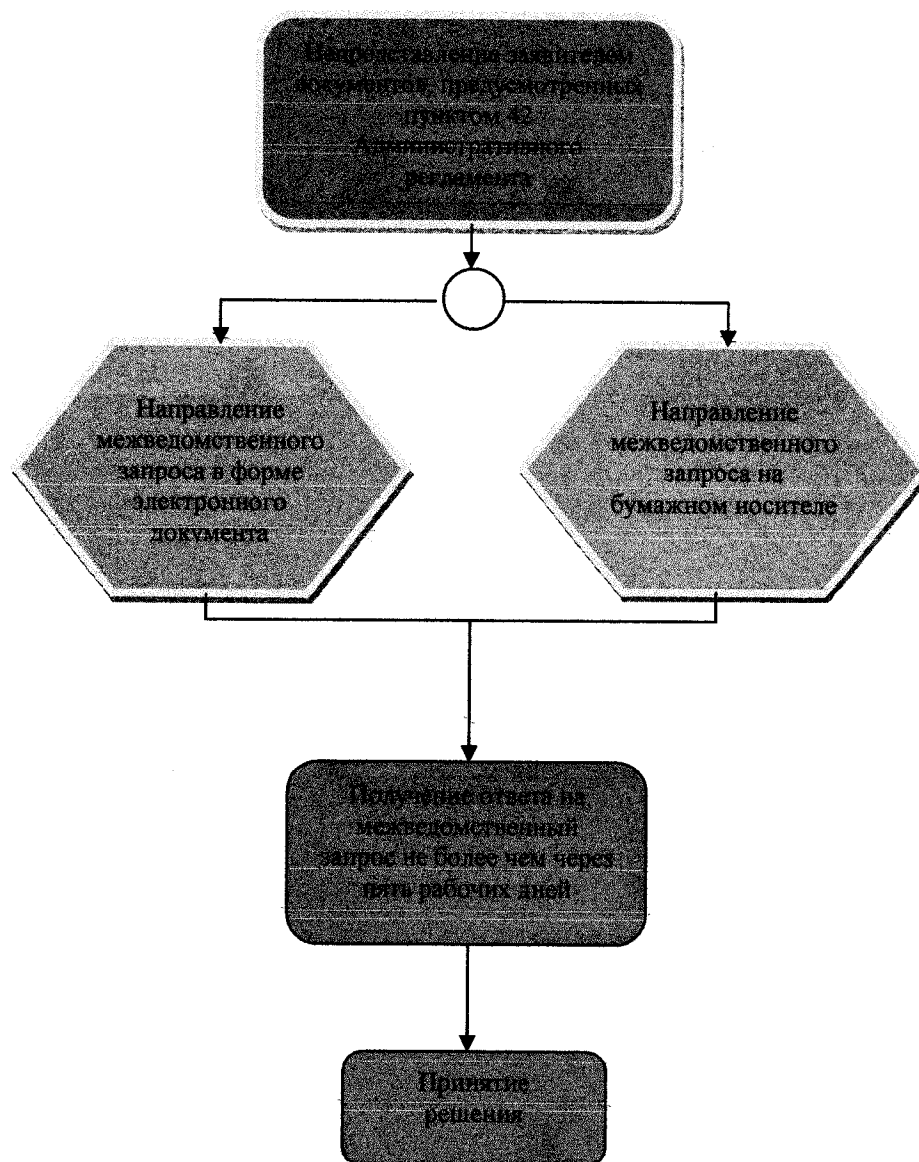 Непредставление заявителем
документов, предусмотренных
пунктом 42
Административного
регламента
Направление
межведомственного
запроса в форме
электронного
документа
Направление
межведомственного
запроса на
бумажном носителе
Получение ответа на
межведомственный
запрос не более чем через
пять рабочих дней
Принятие
решения